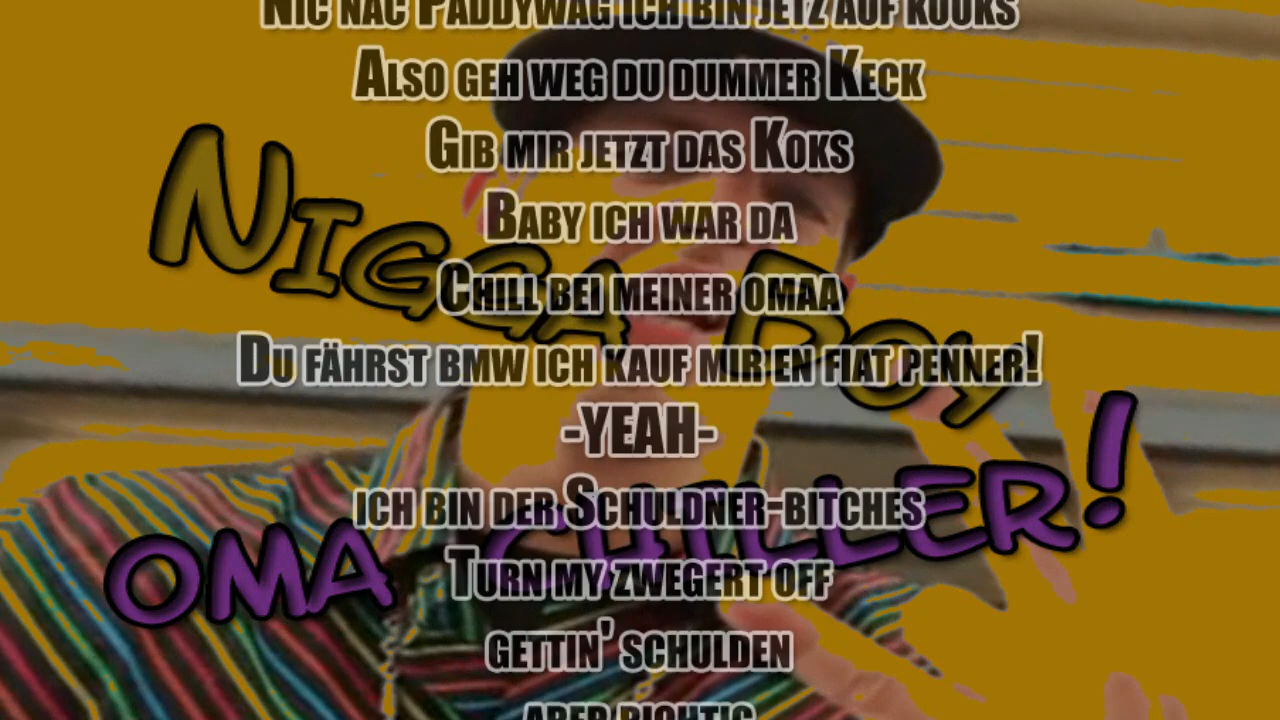 Nic nac Paddywag ich bin jetz auf kooks
Also geh weg du dummer Keck
Gib mir jetzt das Koks
Baby ich war da
Chill bei meiner omaa
Du fährst bmw ich kauf mir en fiat penner!
-YEAH-
ich bin der Schuldner-bitches
Turn my zwegert off
gettin' schulden
aber richtig
Nigga Boy
OMA CHILLER!